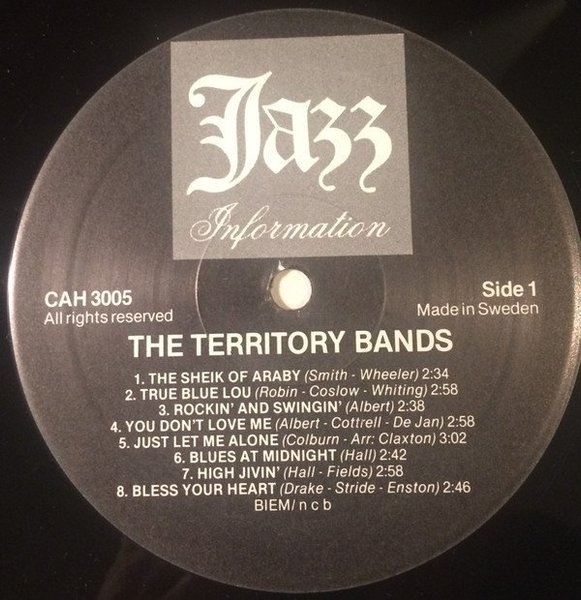 Jazz
Information
CAH 3005
All rights reserved
Side 1
Made in Sweden
THE TERRITORY BANDS
1. THE SHEIK OF ARABY (Smith - Wheeler) 2:34
2. TRUE BLUE LOU (Robin - Coslow - Whiting) 2:58
3. ROCKIN' AND SWINGIN' (Albert) 2:38
4. YOU DON'T LOVE ME (Albert - Cottrell - De Jan) 2:58
5. JUST LET ME ALONE (Colburn - Arr: Claxton) 3:02
6. BLUES AT MIDNIGHT (Hall) 2:42
7. HIGH JIVIN' (Hall - Fields) 2:58
8. BLESS YOUR HEART (Drake - Stride - Enston) 2:46
BIEM/n c b